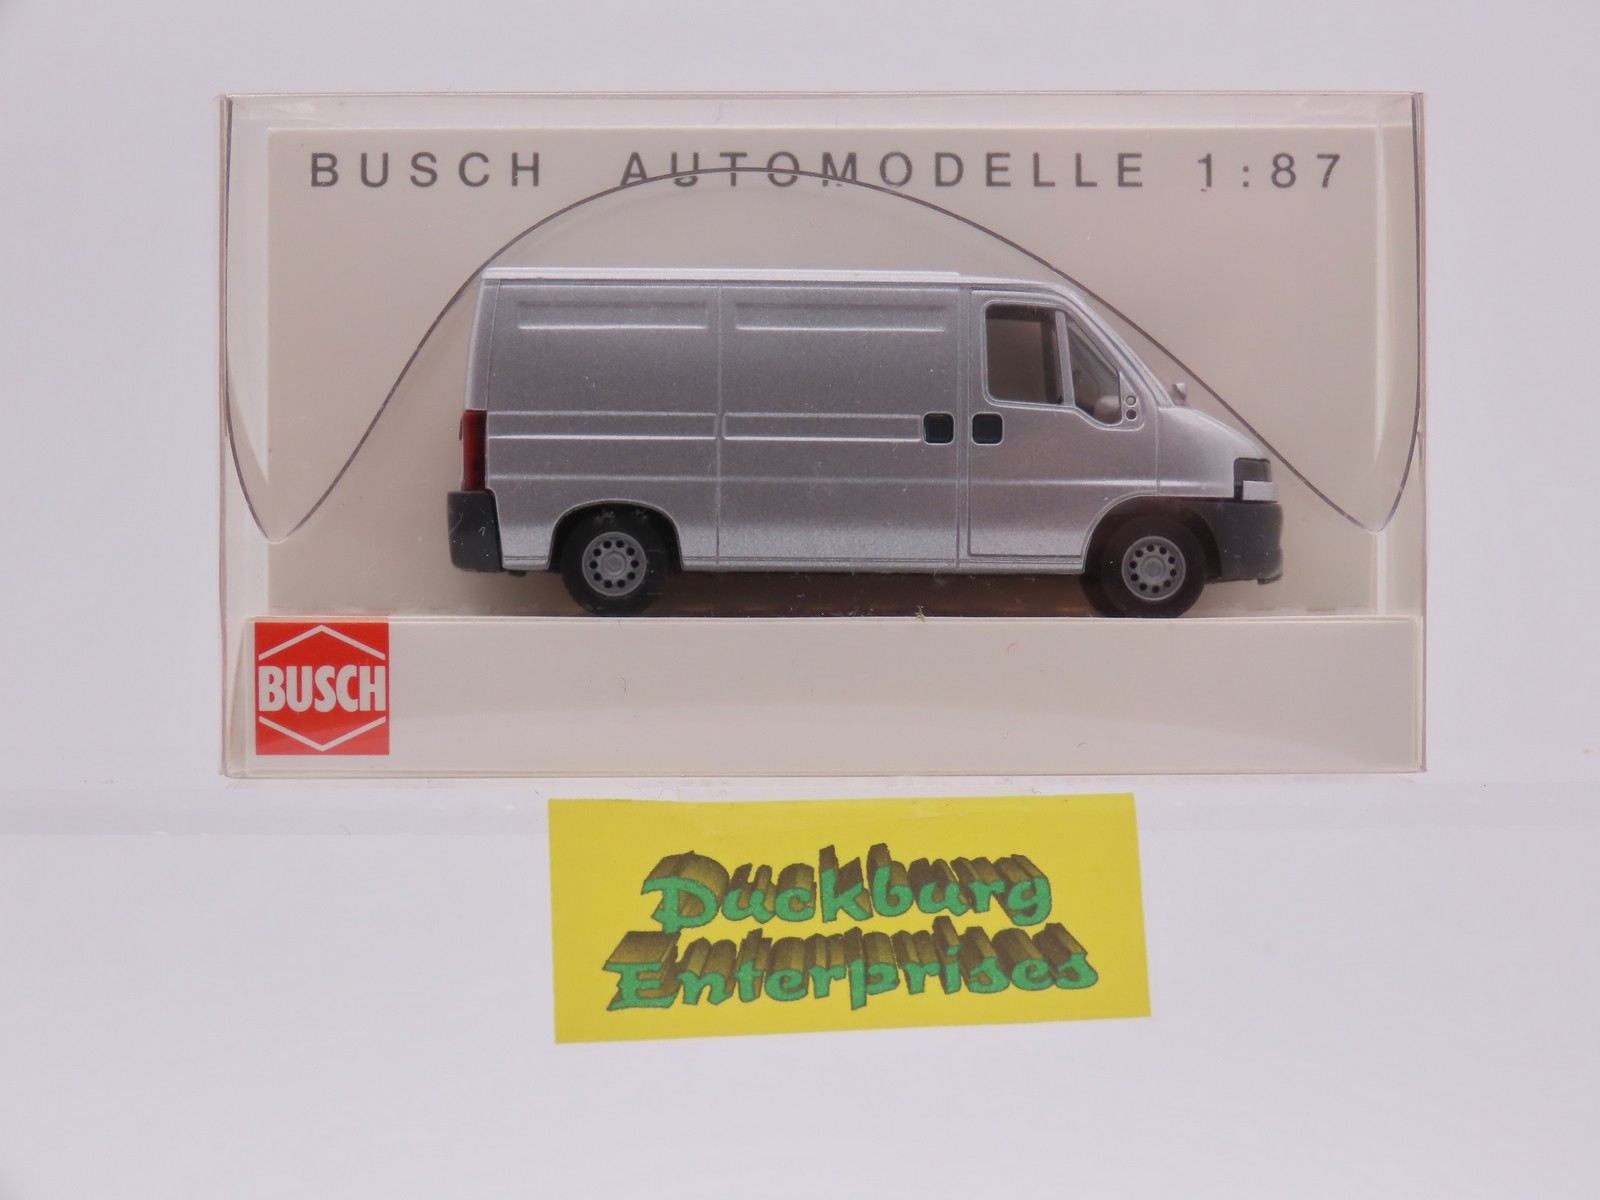 BUSCH AUTOMODELLE 1:87
BUSCH
Duckburg
Enterprises